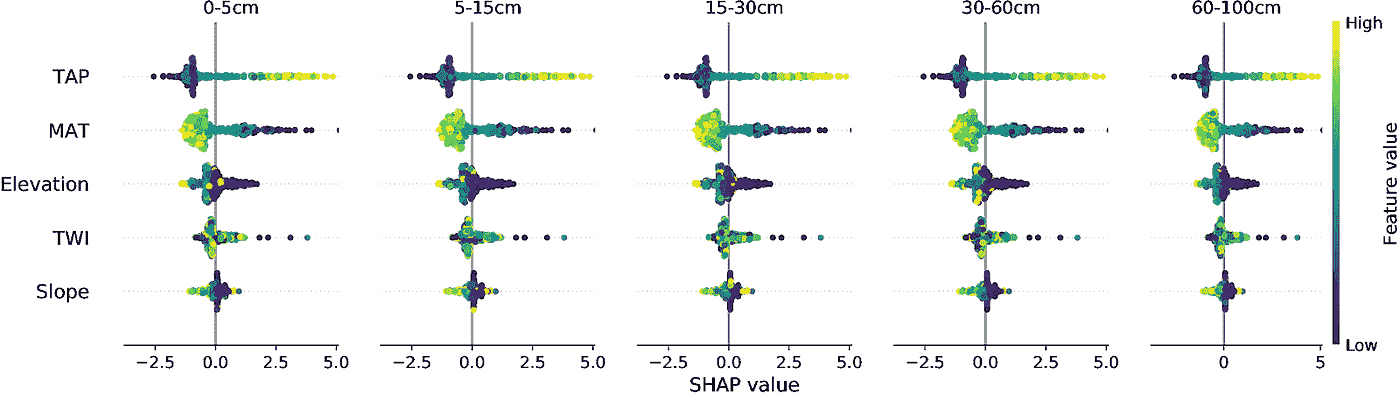 0-5cm 5-15cm 15-30cm 30-60cm 60-100cm
High
TAP
MAT
Elevation
TWI
Slope
Feature value
Low
−2.5 0.0 2.5 5.0 −2.5 0.0 2.5 5.0 −2.5 0.0 2.5 5.0 −2.5 0.0 2.5 5.0 0 5
SHAP value